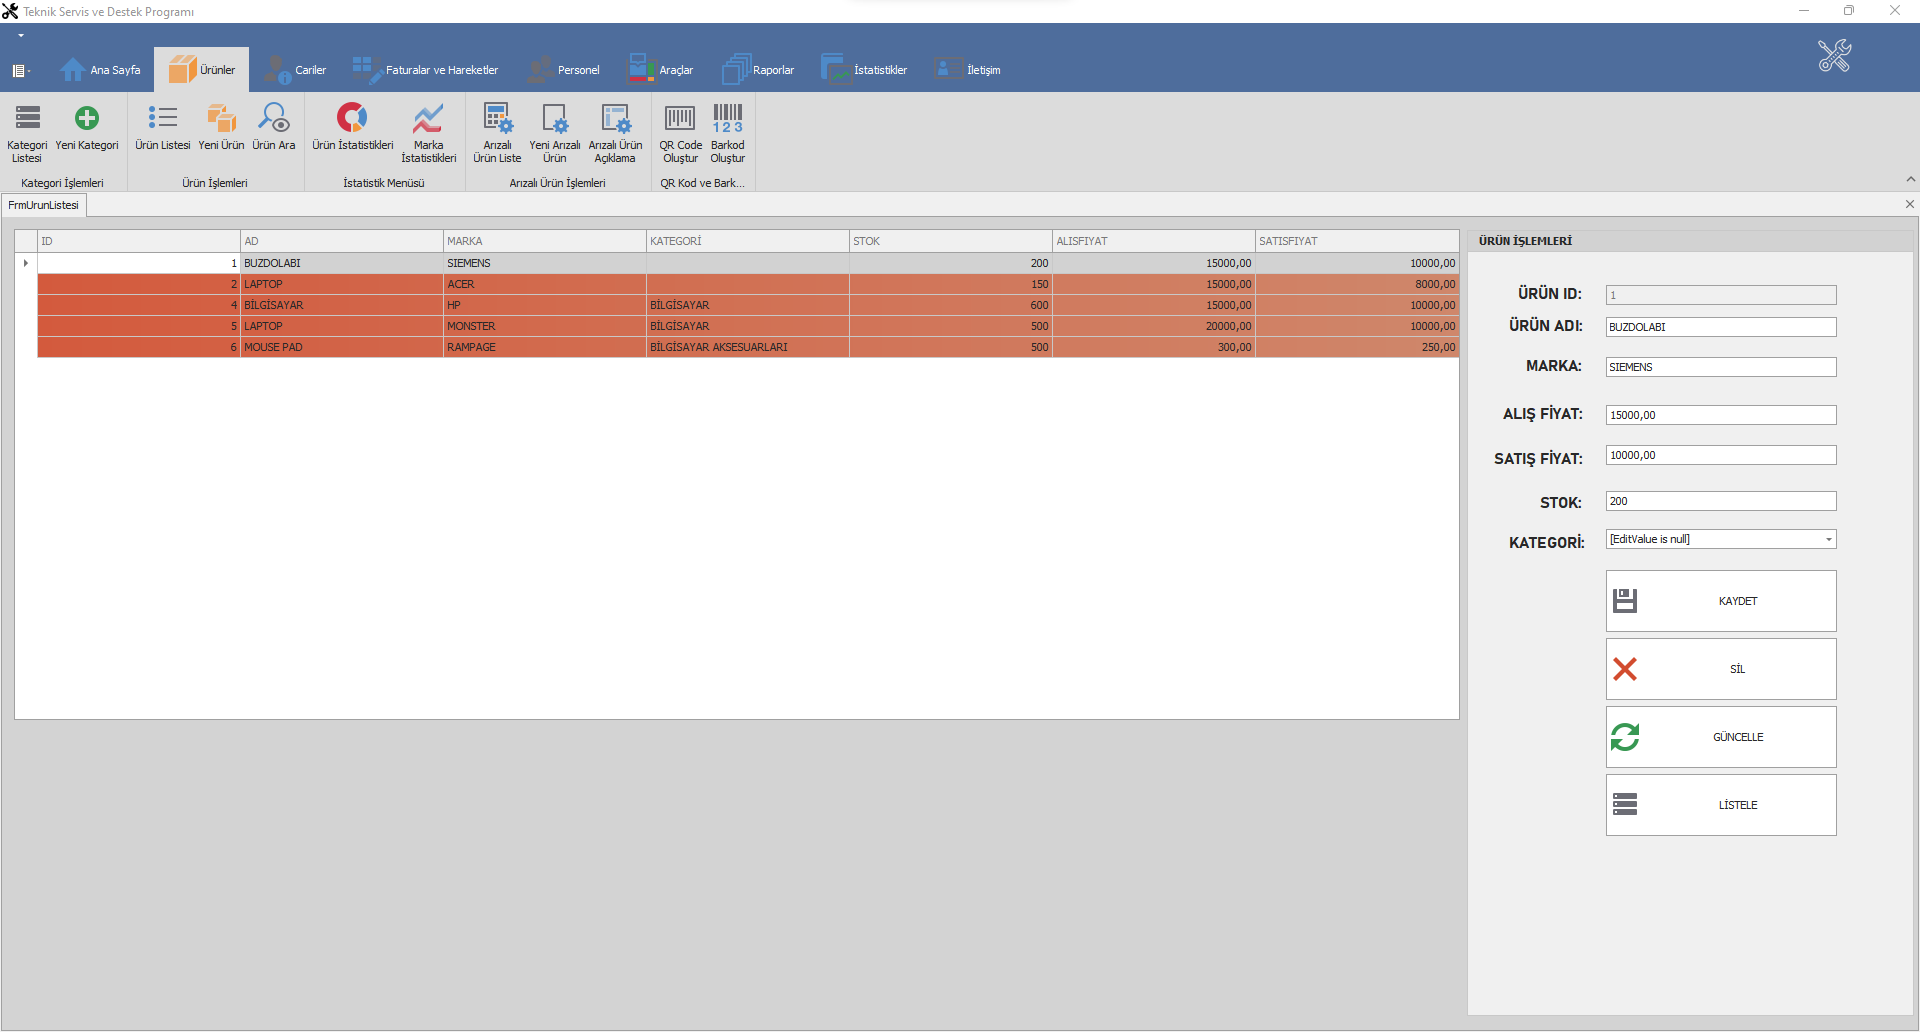 Teknik Servis ve Destek Programı
Ana Sayfa
Ürünler
Cariler
Faturalar ve Hareketler
Personel
Araçlar
Raporlar
İstatistikler
İletişim
Kategori Listesi
Yeni Kategori
Ürün Listesi
Yeni Ürün
Ürün Ara
Ürün İstatistikleri
Marka İstatistikleri
Arızalı Ürün Liste
Yeni Arızalı Ürün
Arızalı Ürün Açıklama
QR Code Oluştur
Barkod Oluştur
Kategori İşlemleri
Ürün İşlemleri
İstatistik Menüsü
Arızalı Ürün İşlemleri
QR Kod ve Bark...
FrmUrunListesi
ID AD MARKA KATEGORİ STOK ALISFIYAT SATISFIYAT
1 BUZDOLABI SIEMENS 200 15000,00 10000,00
2 LAPTOP ACER 150 15000,00 8000,00
4 BİLGİSAYAR HP BİLGİSAYAR 600 15000,00 10000,00
5 LAPTOP MONSTER BİLGİSAYAR 500 20000,00 10000,00
6 MOUSE PAD RAMPAGE BİLGİSAYAR AKSESUARLARI 500 300,00 250,00
ÜRÜN İŞLEMLERİ
ÜRÜN ID: 1
ÜRÜN ADI: BUZDOLABI
MARKA: SIEMENS
ALIŞ FİYAT: 15000,00
SATIŞ FİYAT: 10000,00
STOK: 200
KATEGORİ: [EditValue is null]
KAYDET
SİL
GÜNCELLE
LİSTELE